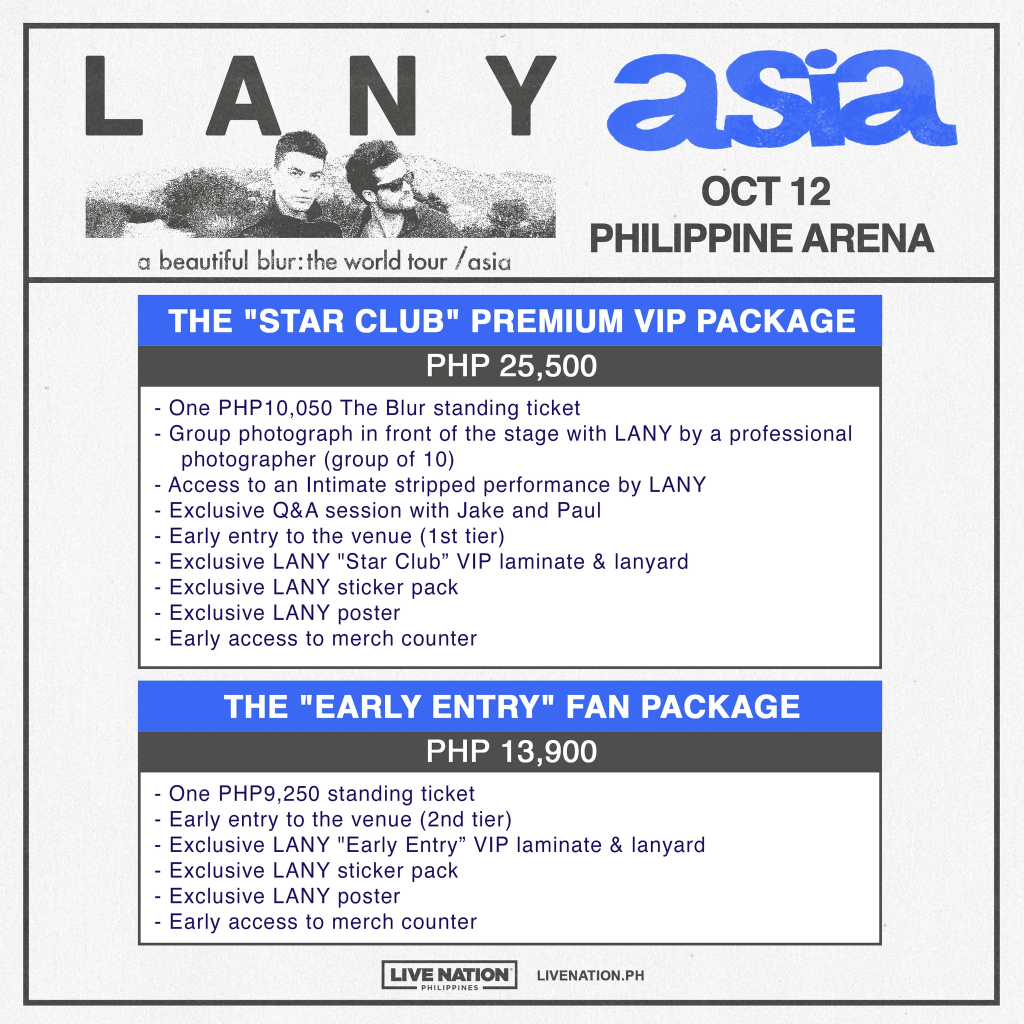 LANY asia
a beautiful blur: the world tour /asia
OCT 12
PHILIPPINE ARENA
THE "STAR CLUB" PREMIUM VIP PACKAGE
PHP 25,500
- One PHP10,050 The Blur standing ticket
- Group photograph in front of the stage with LANY by a professional
photographer (group of 10)
- Access to an Intimate stripped performance by LANY
- Exclusive Q&A session with Jake and Paul
- Early entry to the venue (1st tier)
- Exclusive LANY "Star Club” VIP laminate & lanyard
- Exclusive LANY sticker pack
- Exclusive LANY poster
- Early access to merch counter
THE "EARLY ENTRY" FAN PACKAGE
PHP 13,900
- One PHP9,250 standing ticket
- Early entry to the venue (2nd tier)
- Exclusive LANY "Early Entry” VIP laminate & lanyard
- Exclusive LANY sticker pack
- Exclusive LANY poster
- Early access to merch counter
LIVE NATION
PHILIPPINES
LIVENATION.PH